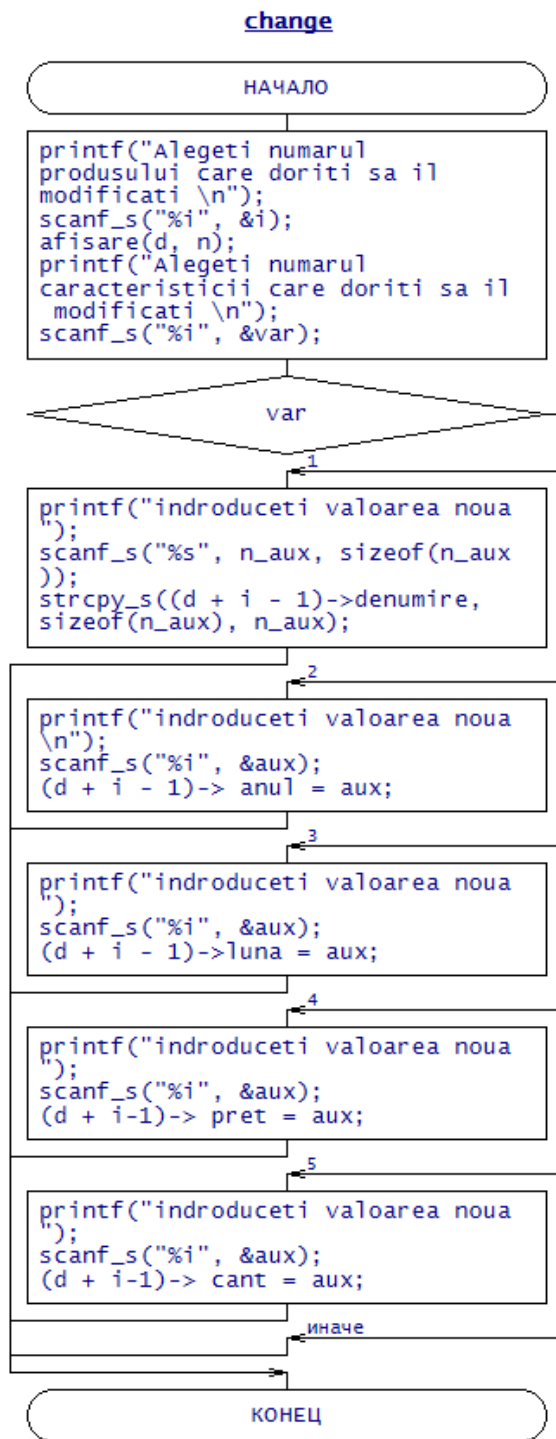 change
НАЧАЛО
printf("Alegeti numarul
produsului care doriti sa il
modificati \n");
scanf_s("%i", &i);
afisare(d, n);
printf("Alegeti numarul
caracteristicii care doriti sa il
modificati \n");
scanf_s("%i", &var);
var
1
printf("indroduceti valoarea noua
");
scanf_s("%s", n_aux, sizeof(n_aux
));
strcpy_s((d + i - 1)->denumire,
sizeof(n_aux), n_aux);
2
printf("indroduceti valoarea noua
\n");
scanf_s("%i", &aux);
(d + i - 1)-> anul = aux;
3
printf("indroduceti valoarea noua
");
scanf_s("%i", &aux);
(d + i - 1)->luna = aux;
4
printf("indroduceti valoarea noua
");
scanf_s("%i", &aux);
(d + i-1)-> pret = aux;
5
printf("indroduceti valoarea noua
");
scanf_s("%i", &aux);
(d + i-1)-> cant = aux;
иначе
КОНЕЦ